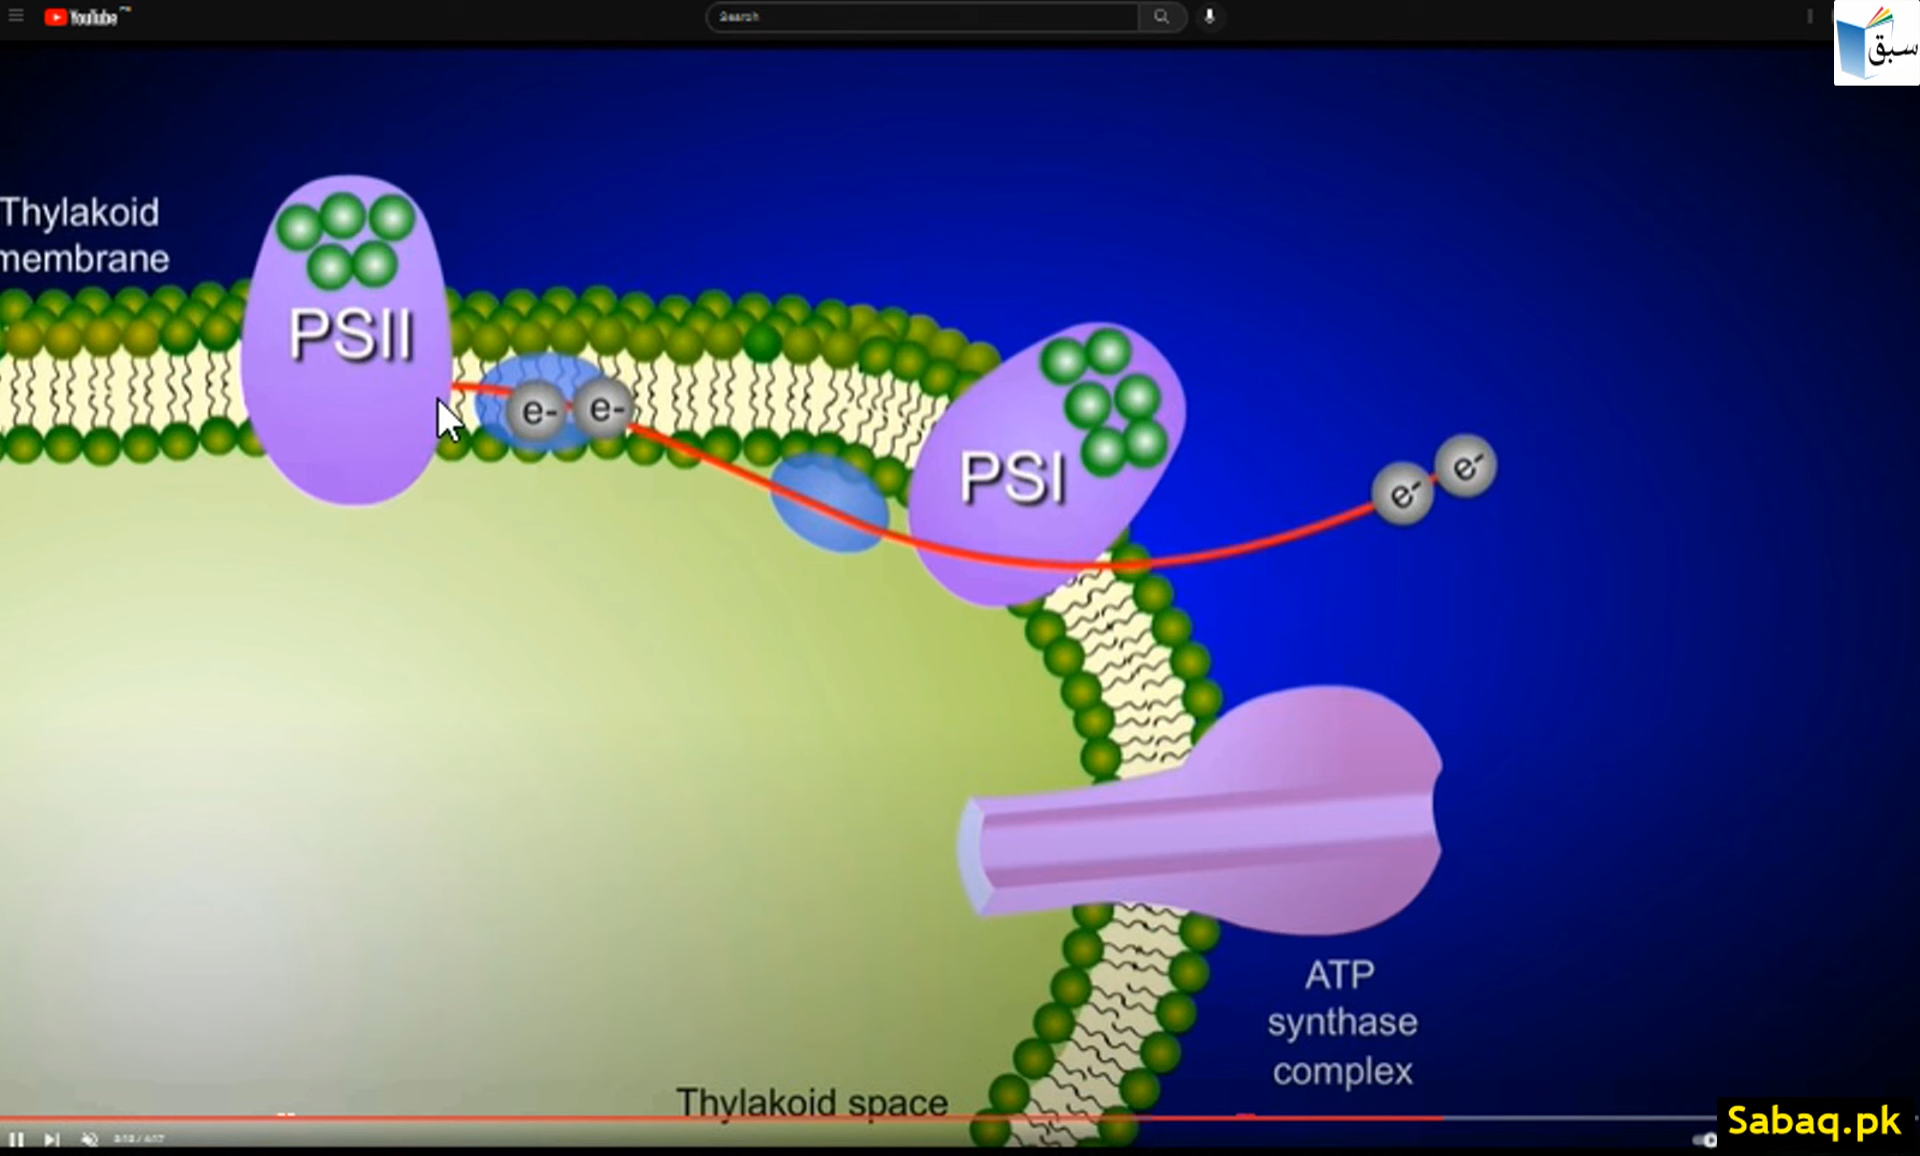 YouTube
Search
سبق
Thylakoid
membrane
PSII
e- e-
PSI
e- e-
ATP
synthase
complex
Thylakoid space
Sabaq.pk